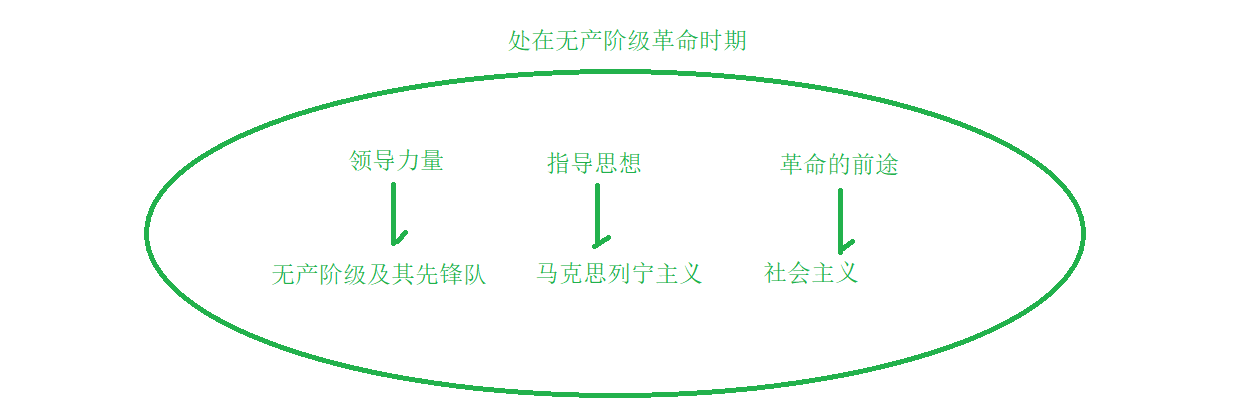 处在无产阶级革命时期
领导力量
指导思想
革命的前途
无产阶级及其先锋队
马克思列宁主义
社会主义